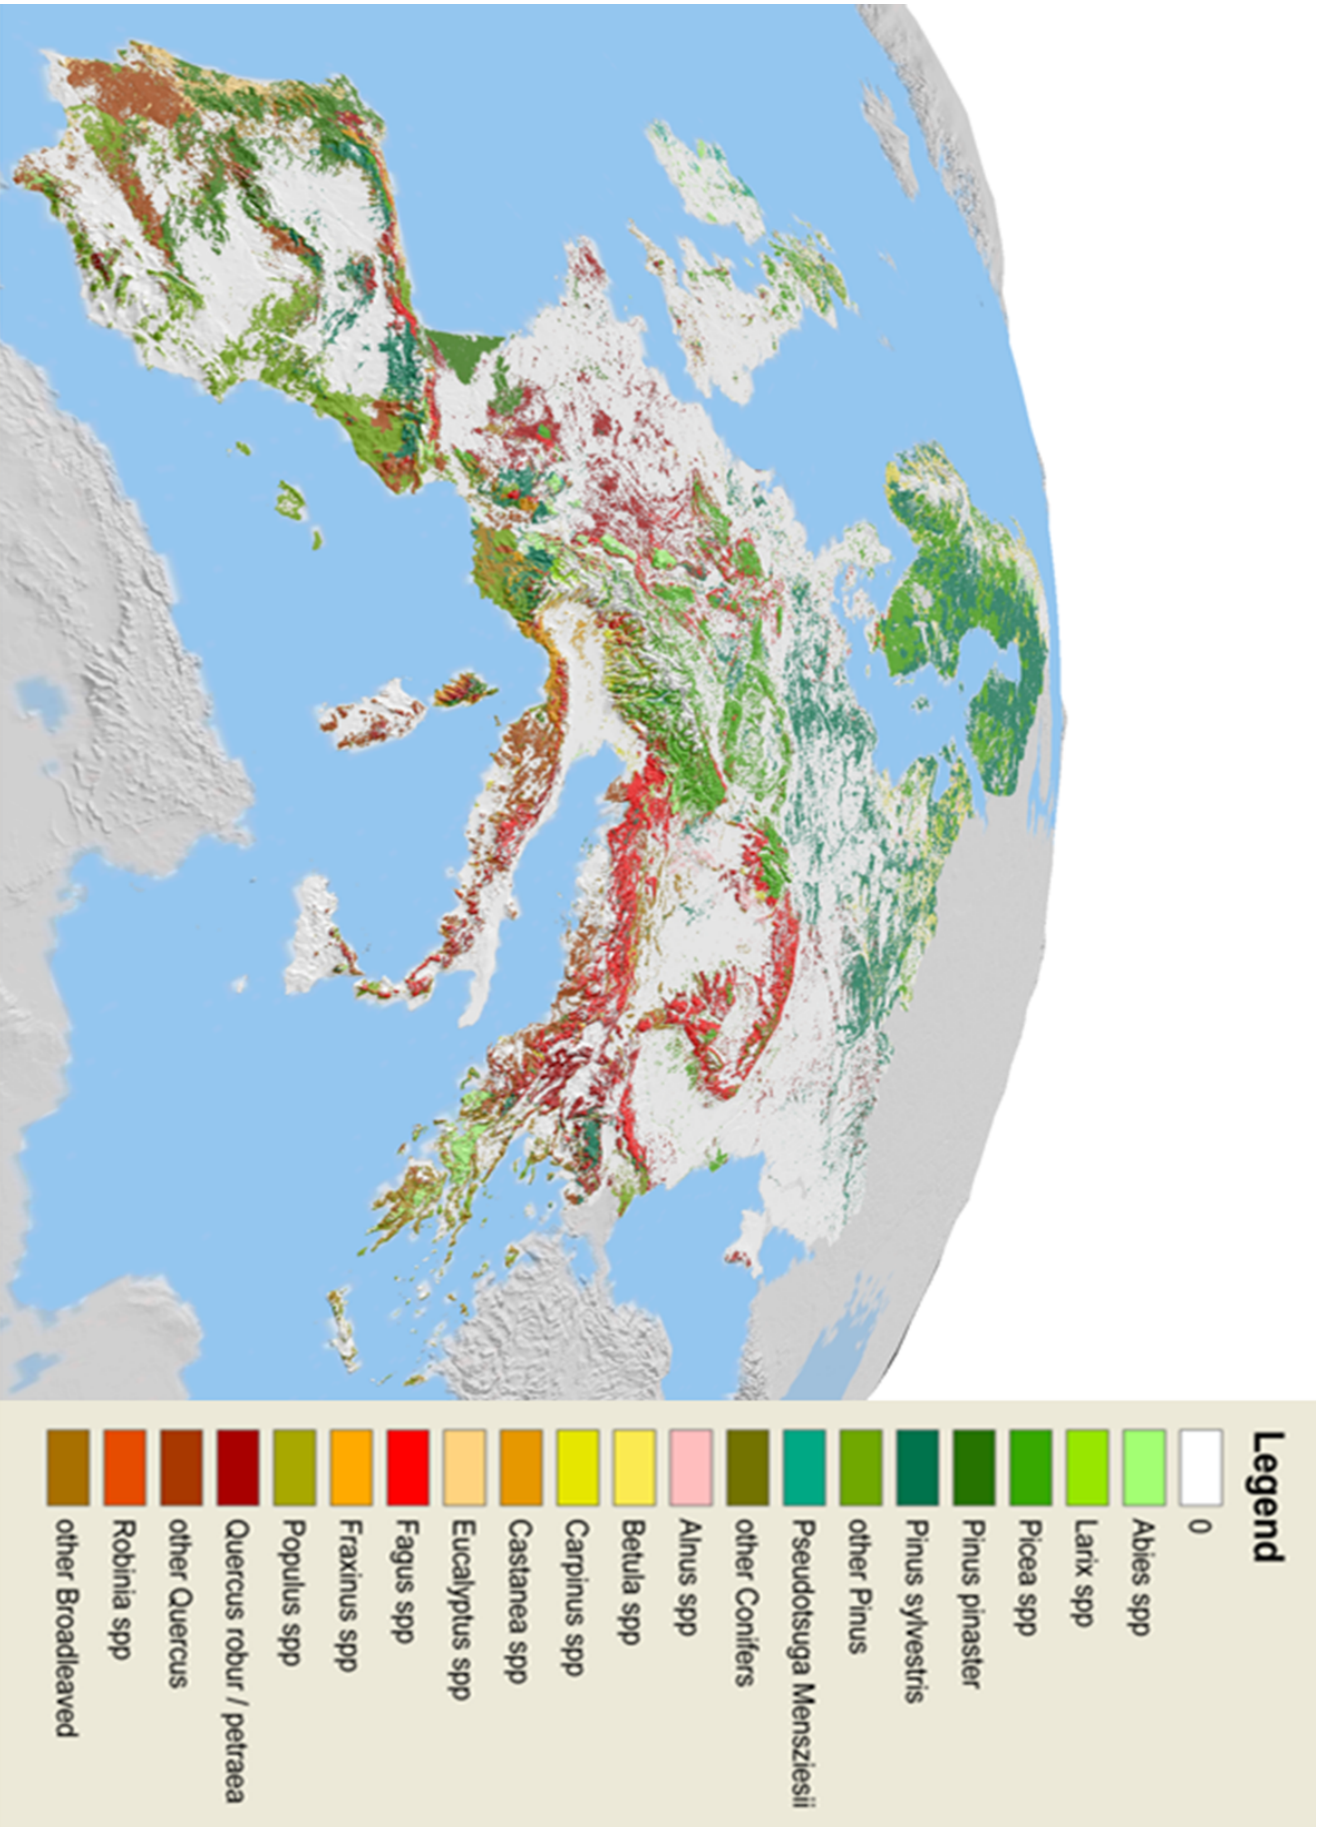 Legend
0
Abies spp
Larix spp
Picea spp
Pinus pinaster
Pinus sylvestris
other Pinus
Pseudotsuga Mensziesii
other Conifers
Alnus spp
Betula spp
Carpinus spp
Castanea spp
Eucalyptus spp
Fagus spp
Fraxinus spp
Populus spp
Quercus robur / petraea
other Quercus
Robinia spp
other Broadleaved